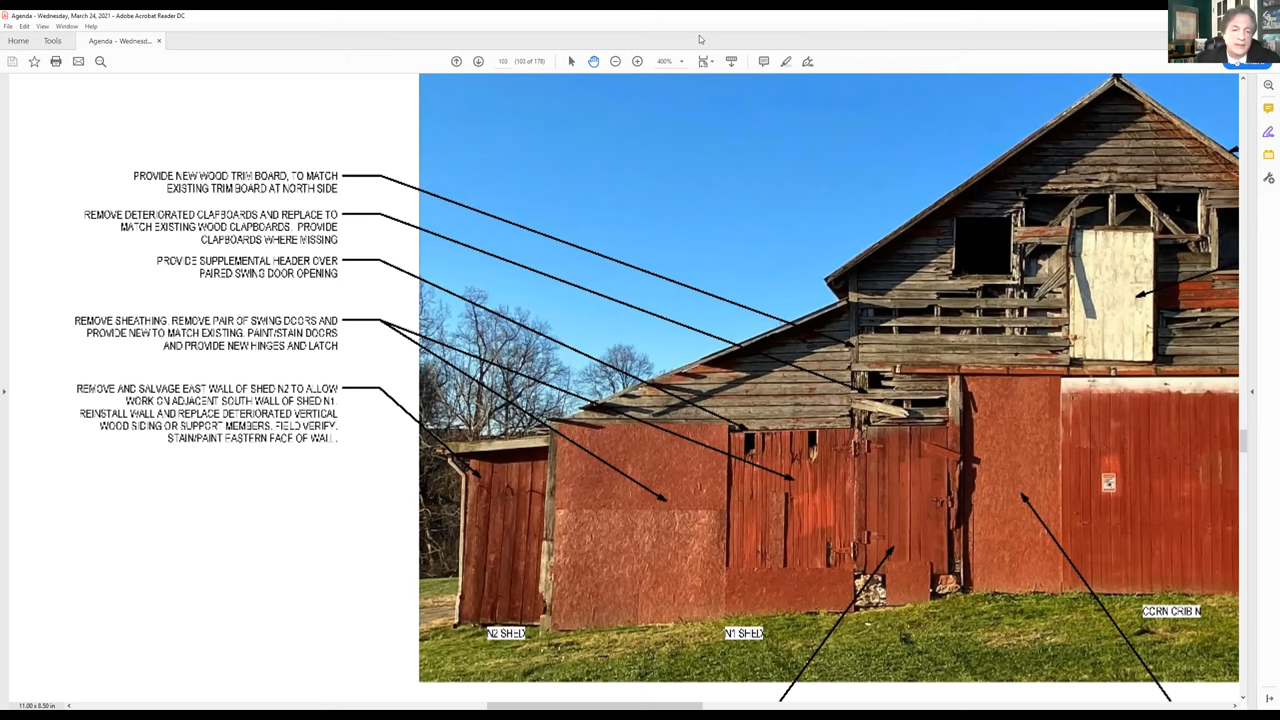 Agenda - Wednesday, March 24, 2021 - Adobe Acrobat Reader DC
File Edit View Window Help
Home Tools Agenda - Wednesd... ×
103 (103 of 178) 400%
PROVIDE NEW WOOD TRIM BOARD, TO MATCH
EXISTING TRIM BOARD AT NORTH SIDE
REMOVE DETERIORATED CLAPBOARDS AND REPLACE TO
MATCH EXISTING WOOD CLAPBOARDS. PROVIDE
CLAPBOARDS WHERE MISSING
PROVIDE SUPPLEMENTAL HEADER OVER
PAIRED SWING DOOR OPENING
REMOVE SHEATHING. REMOVE PAIR OF SWING DOORS AND
PROVIDE NEW TO MATCH EXISTING. PAINT/STAIN DOORS
AND PROVIDE NEW HINGES AND LATCH
REMOVE AND SALVAGE EAST WALL OF SHED N2 TO ALLOW
WORK ON ADJACENT SOUTH WALL OF SHED N1.
REINSTALL WALL AND REPLACE DETERIORATED VERTICAL
WOOD SIDING OR SUPPORT MEMBERS. FIELD VERIFY.
STAIN/PAINT EASTERN FACE OF WALL.
CORN CRIB N
N2 SHED
N1 SHED
11.00 x 8.50 in